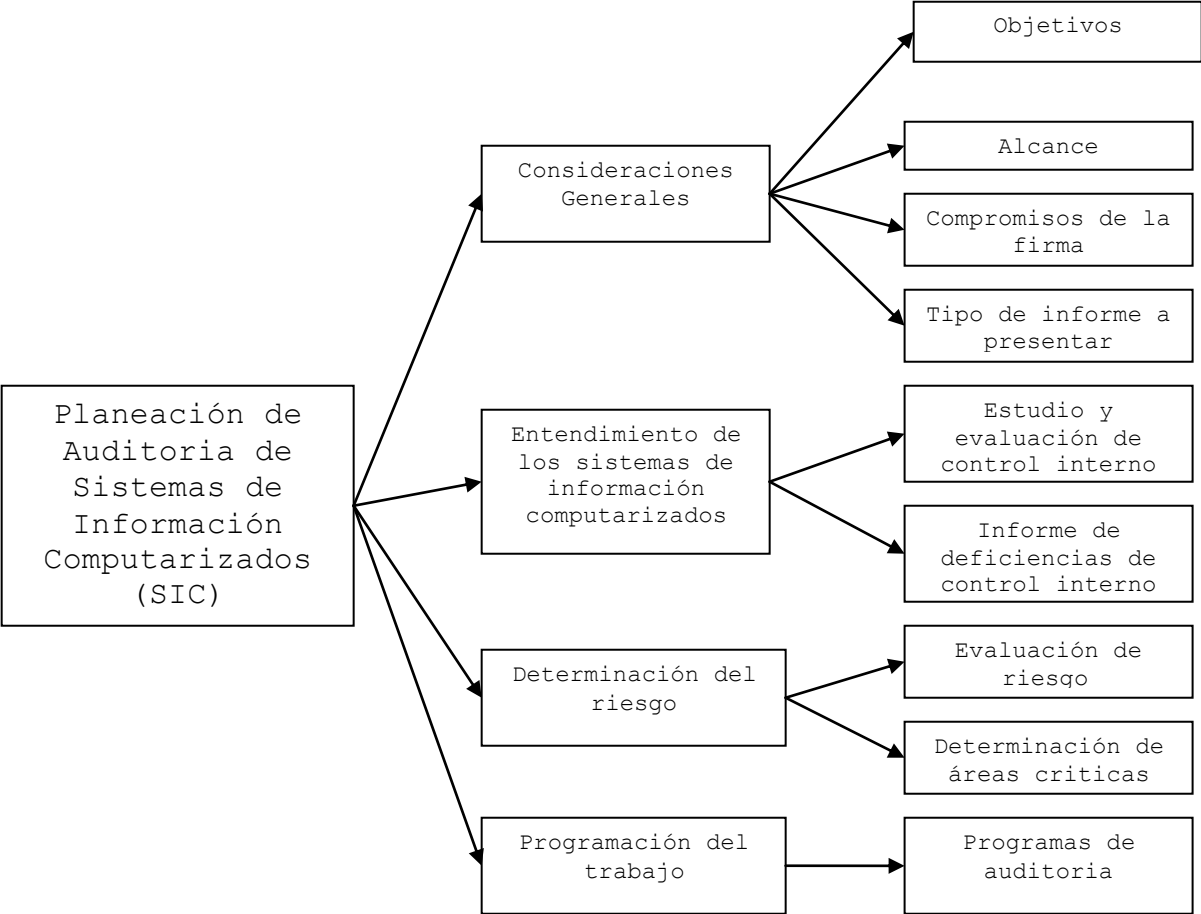 Planeación de
Auditoria de
Sistemas de
Información
Computarizados
(SIC)
Consideraciones
Generales
Objetivos
Alcance
Compromisos de la
firma
Tipo de informe a
presentar
Entendimiento de
los sistemas de
información
computarizados
Estudio y
evaluación de
control interno
Informe de
deficiencias de
control interno
Determinación del
riesgo
Evaluación de
riesgo
Determinación de
áreas criticas
Programación del
trabajo
Programas de
auditoria